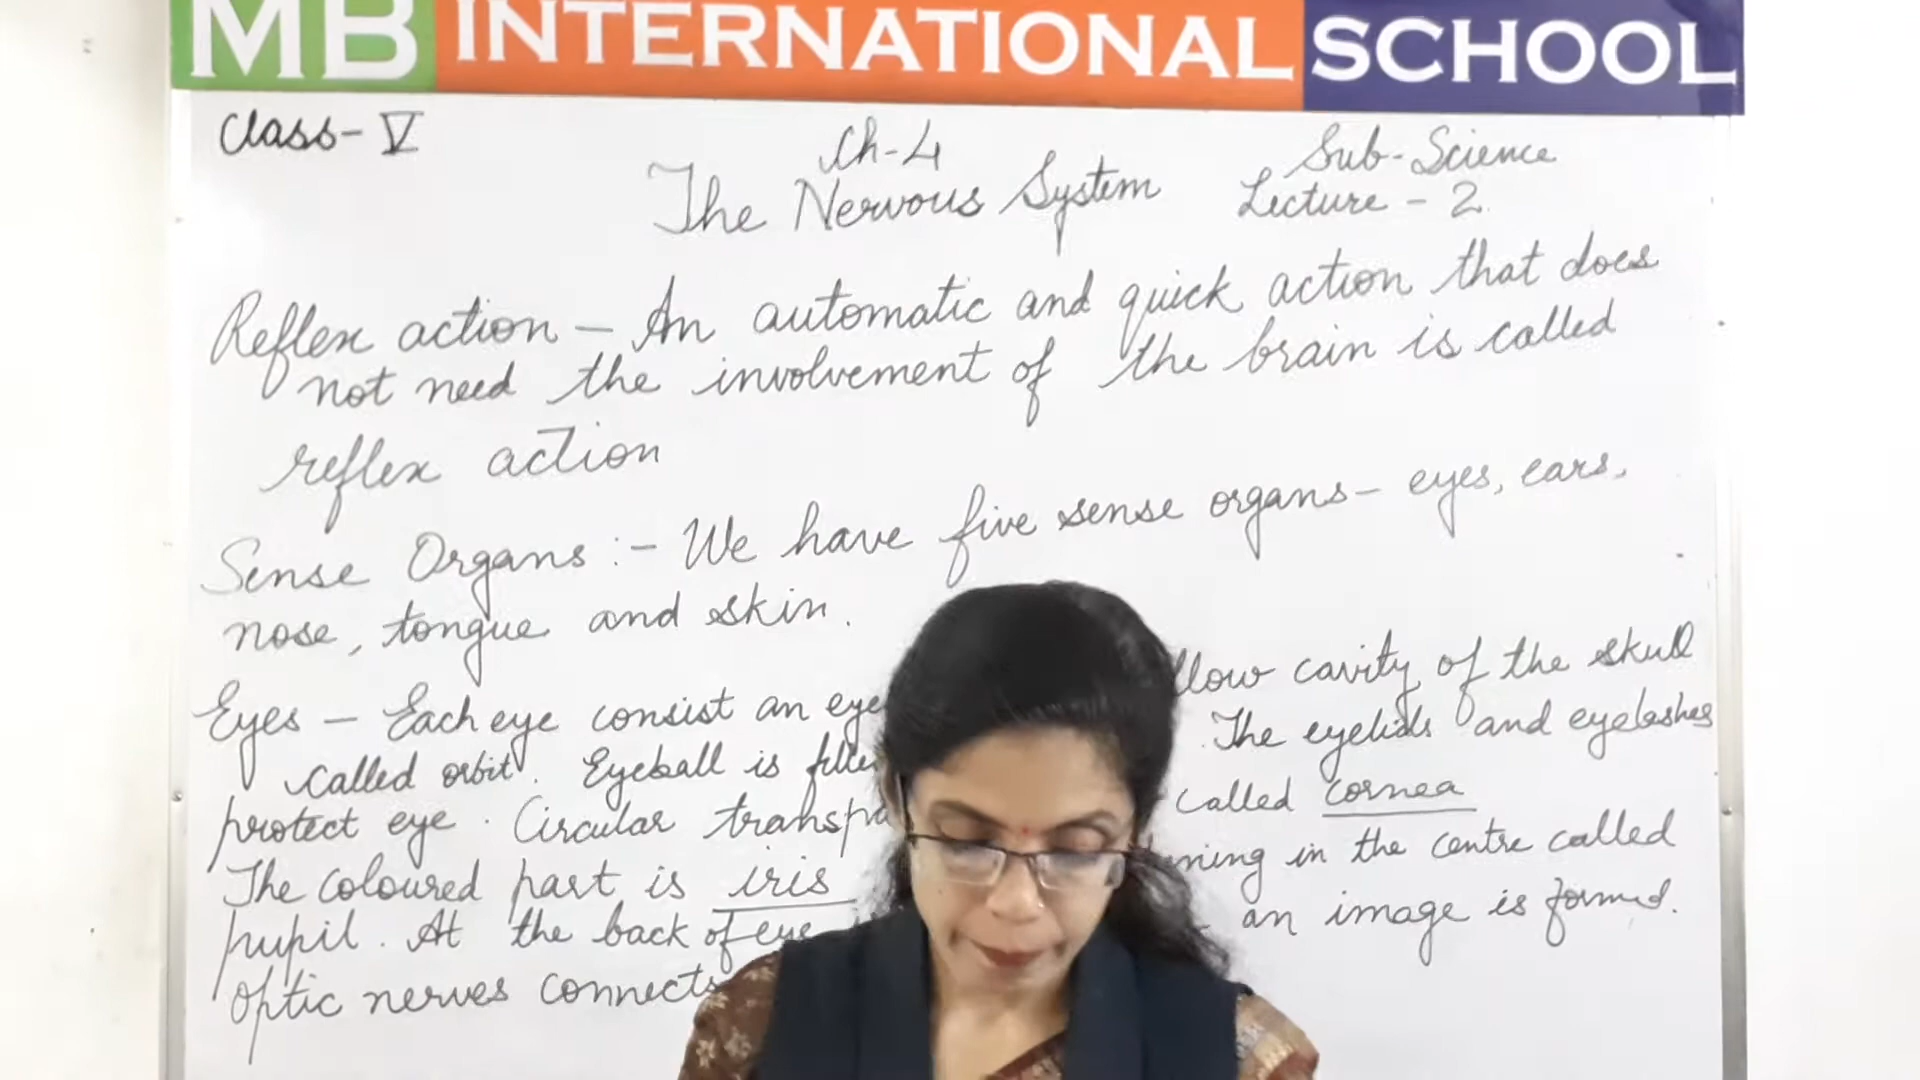 MB INTERNATIONAL SCHOOL
Class - V
Ch-4
Sub-Science
The Nervous System
Lecture - 2
Reflex action - An automatic and quick action that does
not need the involvement of the brain is called
reflex action
Sense Organs :- We have five sense organs - eyes, ears,
nose, tongue and skin.
Eyes - Each eye consist an cavity of the skull
called orbit. Eyeball is The eyelids and eyelashes
protect eye. Circular called cornea
The coloured part is iris in the centre called
pupil. At the back of eye an image is formed.
optic nerves connects